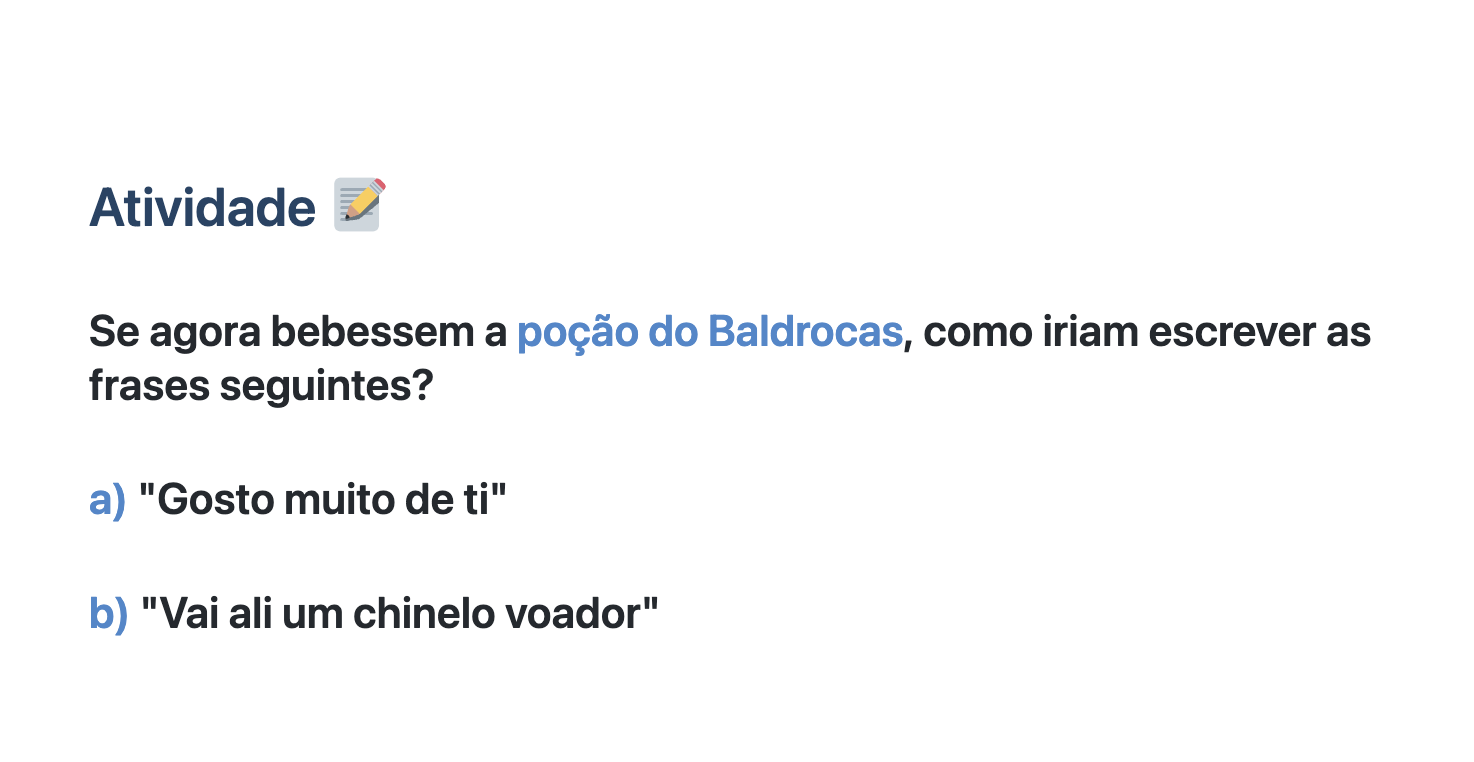 Atividade 📝
Se agora bebessem a poção do Baldrocas, como iriam escrever as
frases seguintes?
a) "Gosto muito de ti"
b) "Vai ali um chinelo voador"